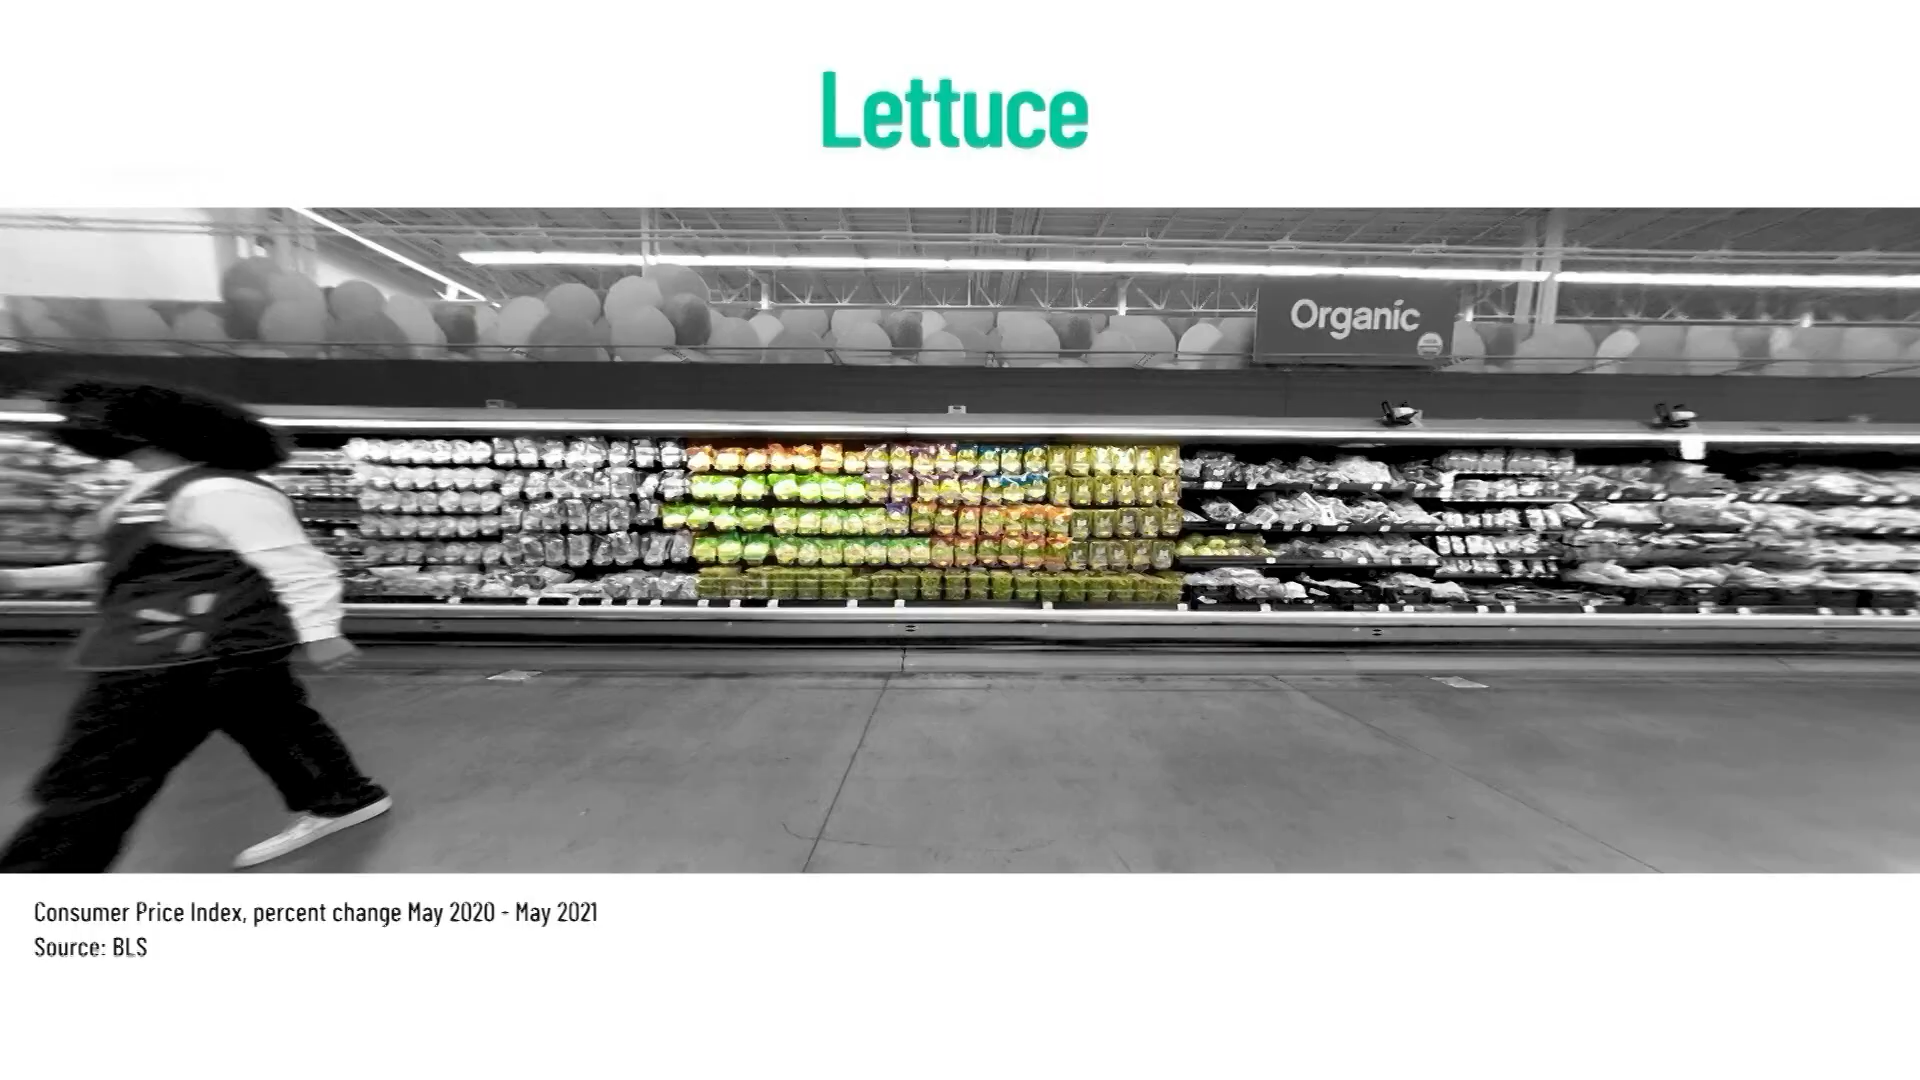 Lettuce
Organic
Consumer Price Index, percent change May 2020 - May 2021
Source: BLS